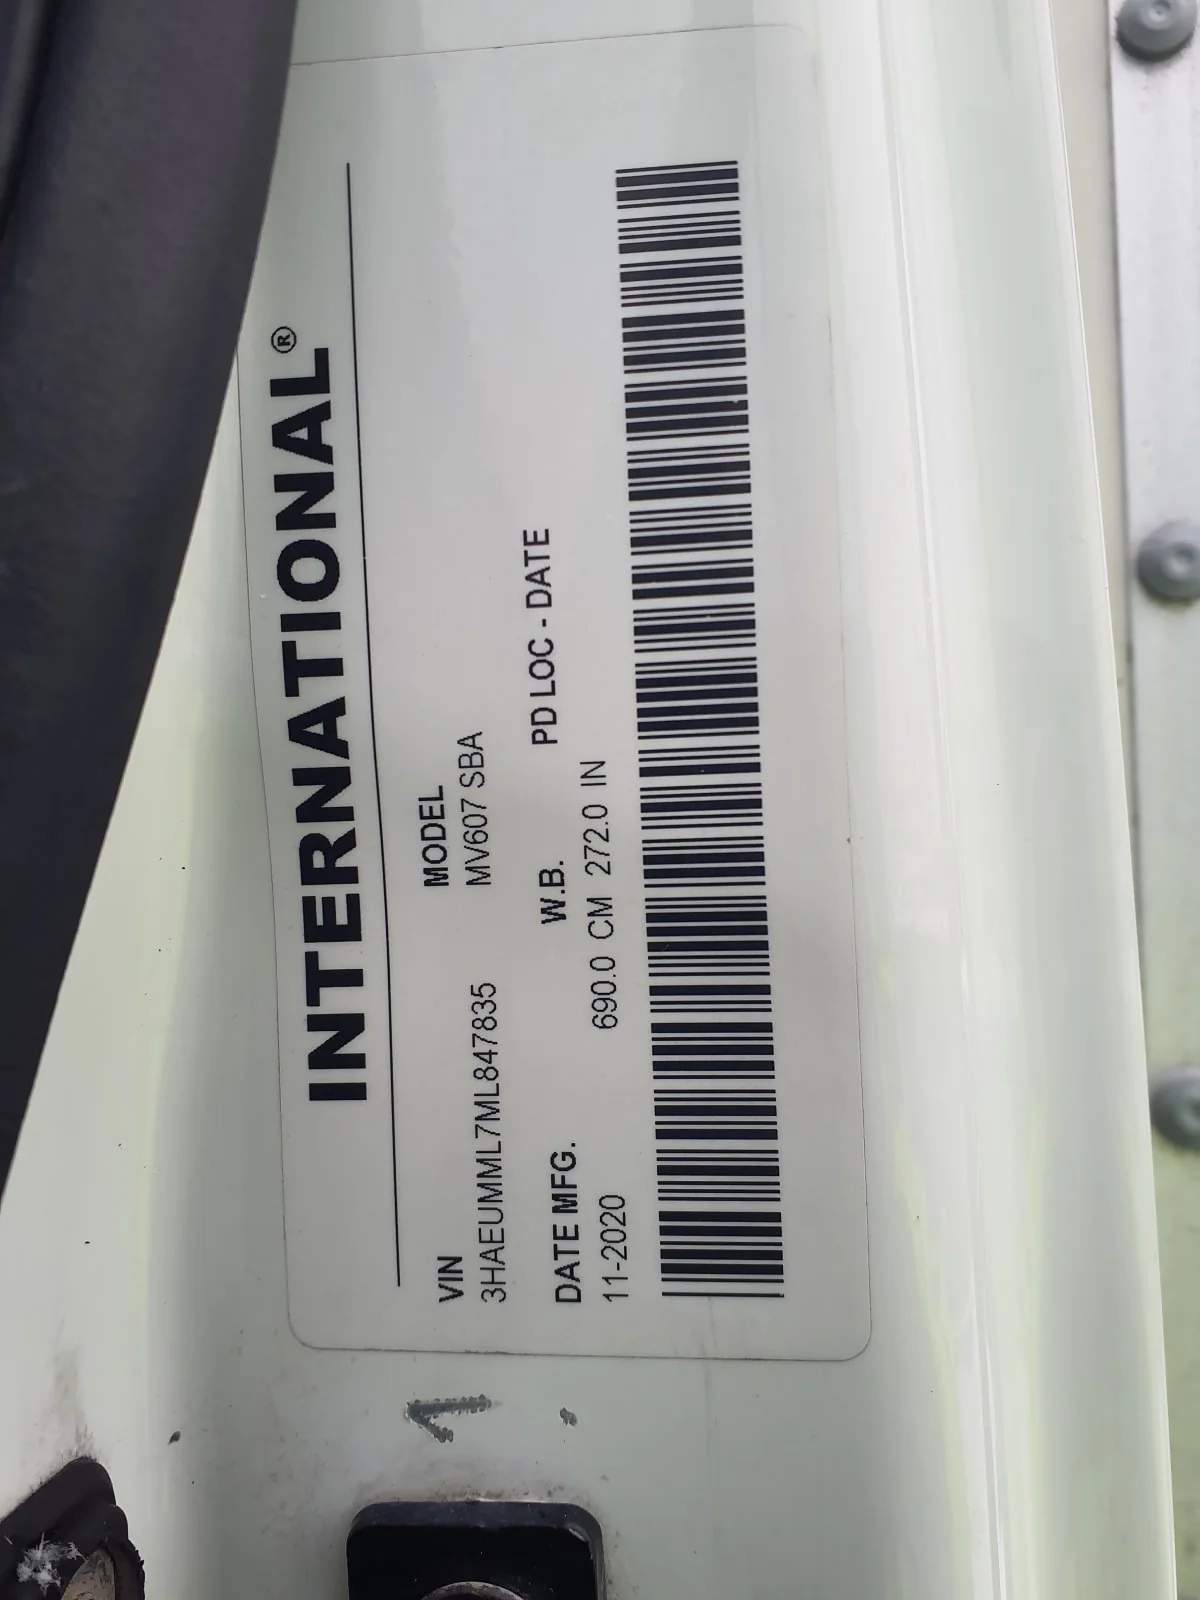 INTERNATIONAL®
VIN MODEL
3HAEUMML7ML847835 MV607 SBA
DATE MFG. W.B. PD LOC - DATE
11-2020 690.0 CM 272.0 IN
1